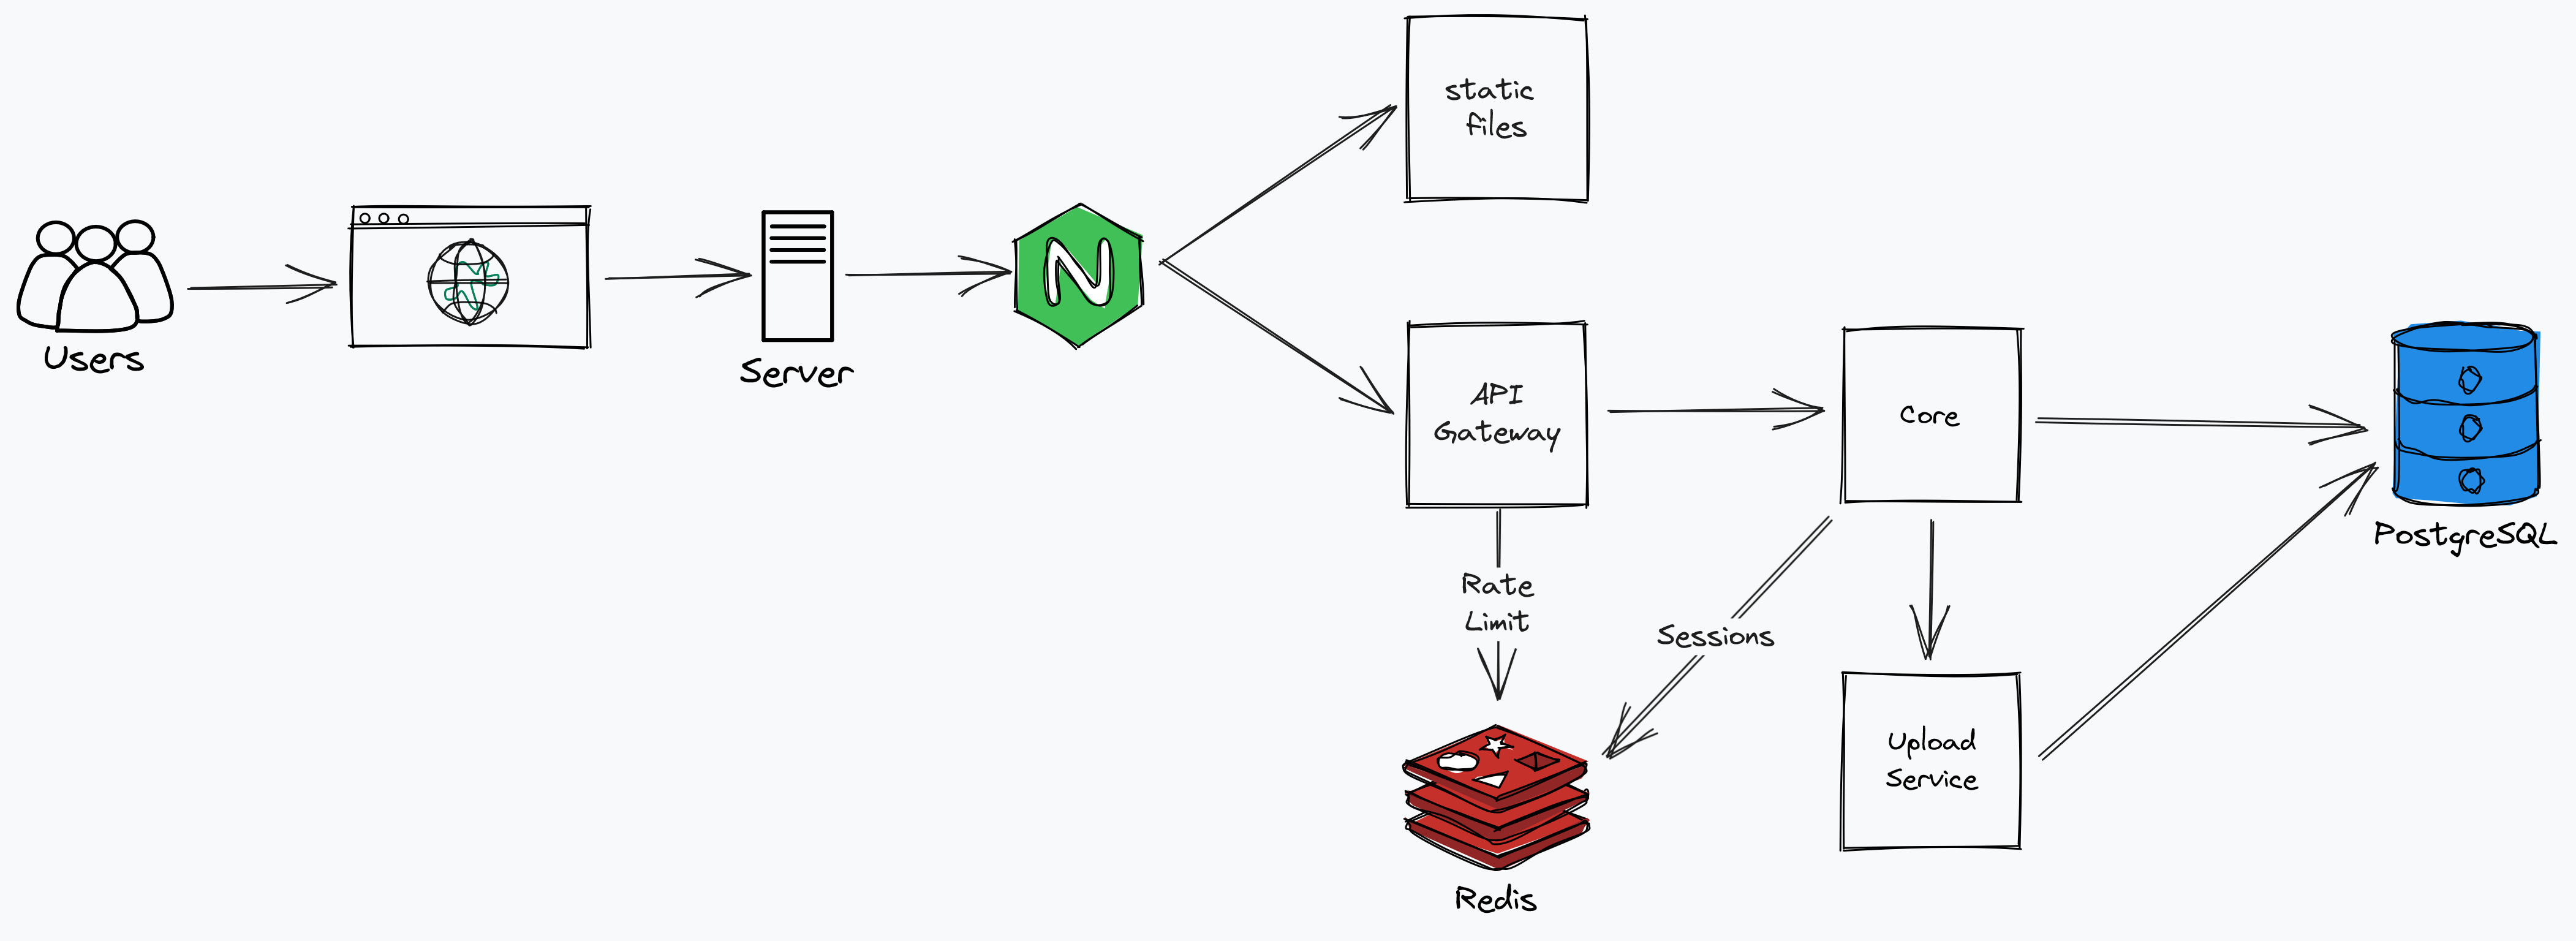 static
files
Users
Server
N
API
Gateway
Core
PostgreSQL
Rate
Limit
Sessions
Upload
Service
Redis